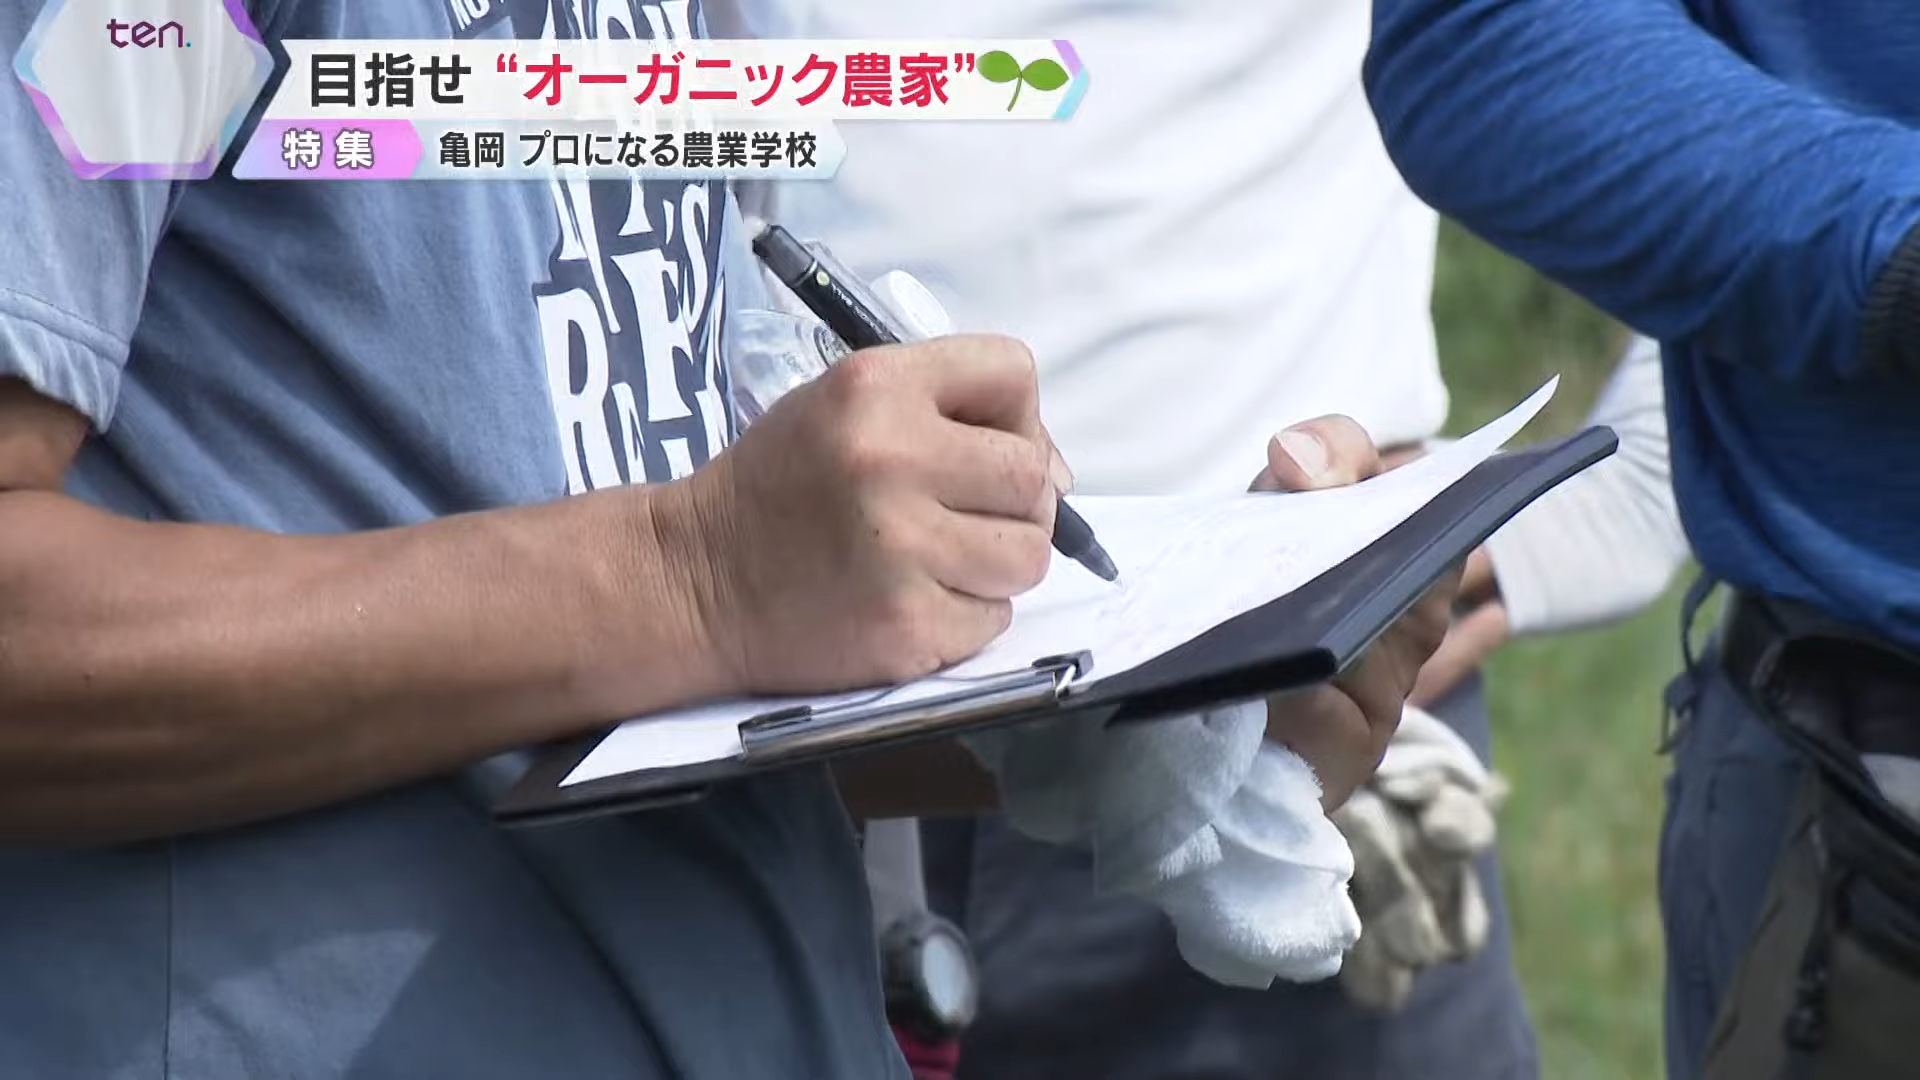 ten.
目指せ “オーガニック農家”
特集 亀岡 プロになる農業学校